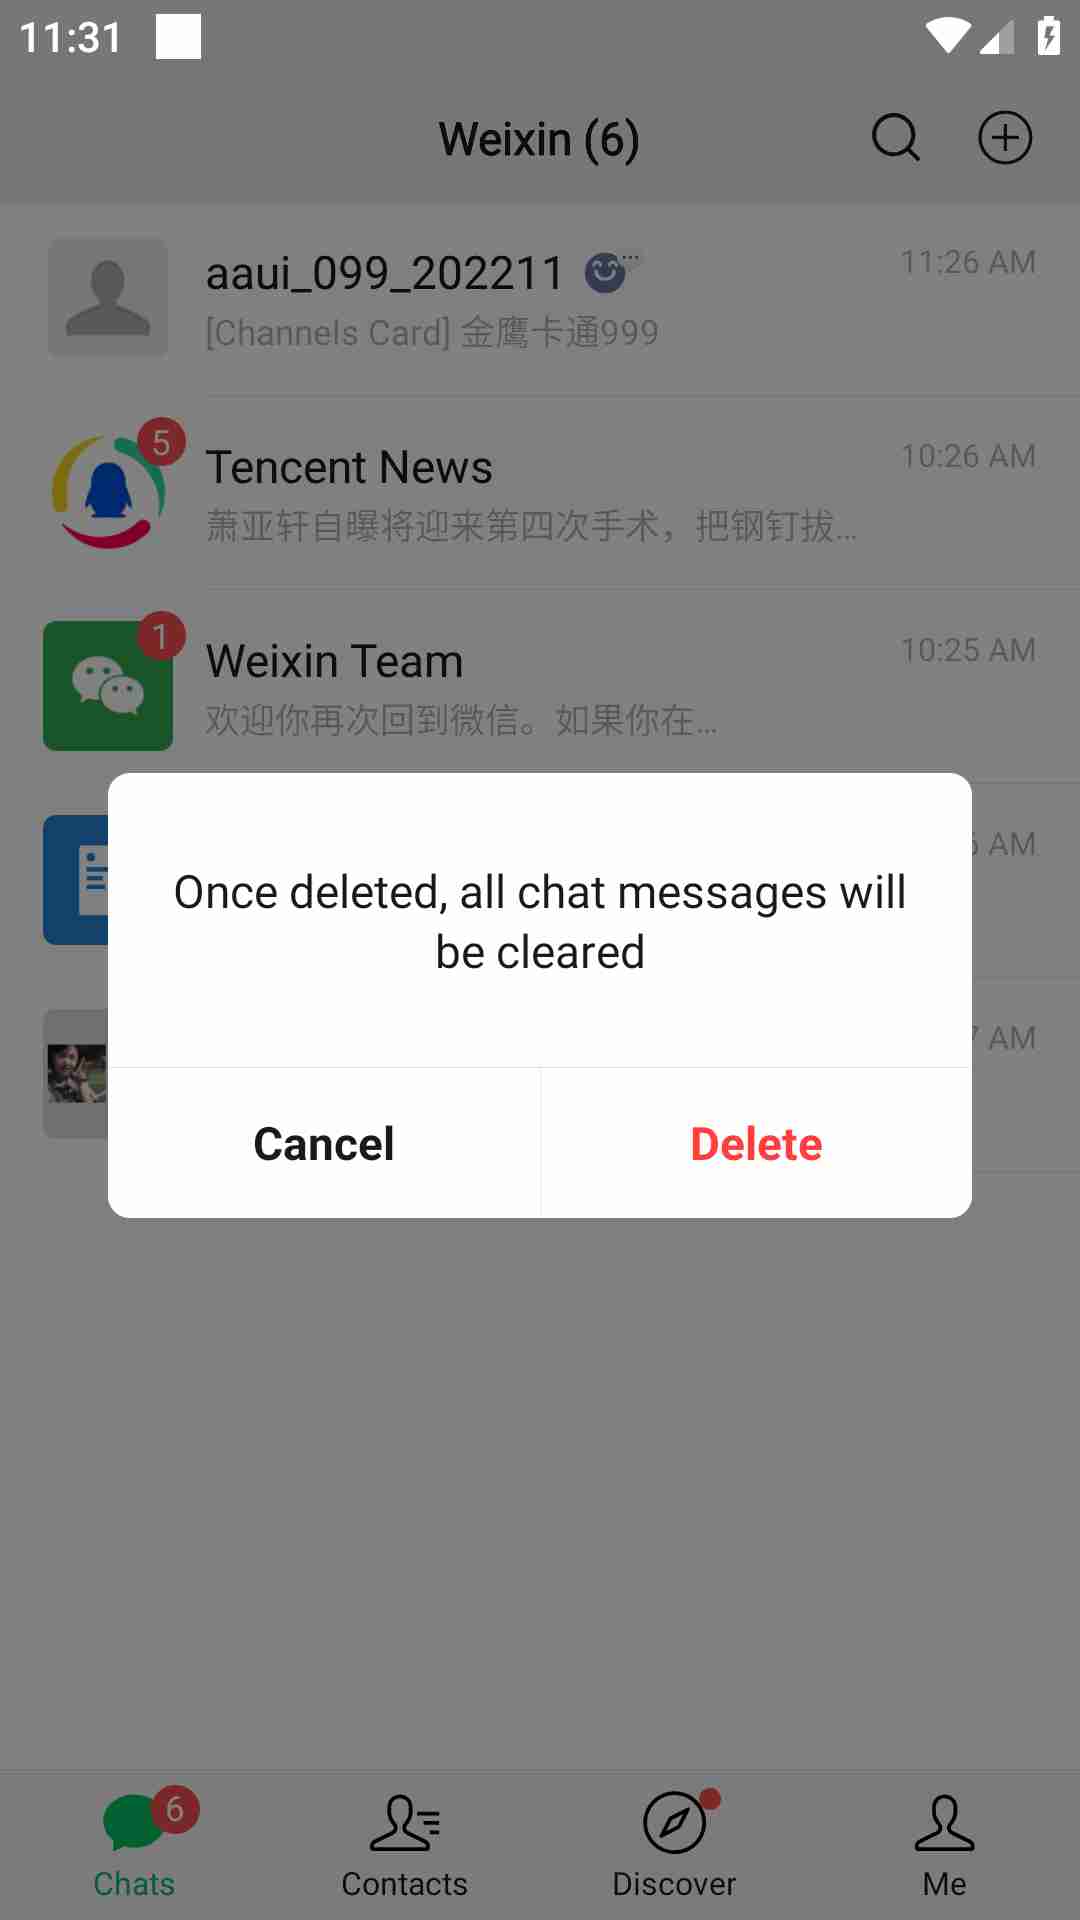 11:31
Weixin (6)
aaui_099_202211
11:26 AM
[Channels Card] 金鹰卡通999
5
Tencent News
10:26 AM
萧亚轩自曝将迎来第四次手术，把钢钉拔...
1
Weixin Team
10:25 AM
欢迎你再次回到微信。如果你在...
AM
Once deleted, all chat messages will
be cleared
AM
Cancel
Delete
6
Chats
Contacts
Discover
Me